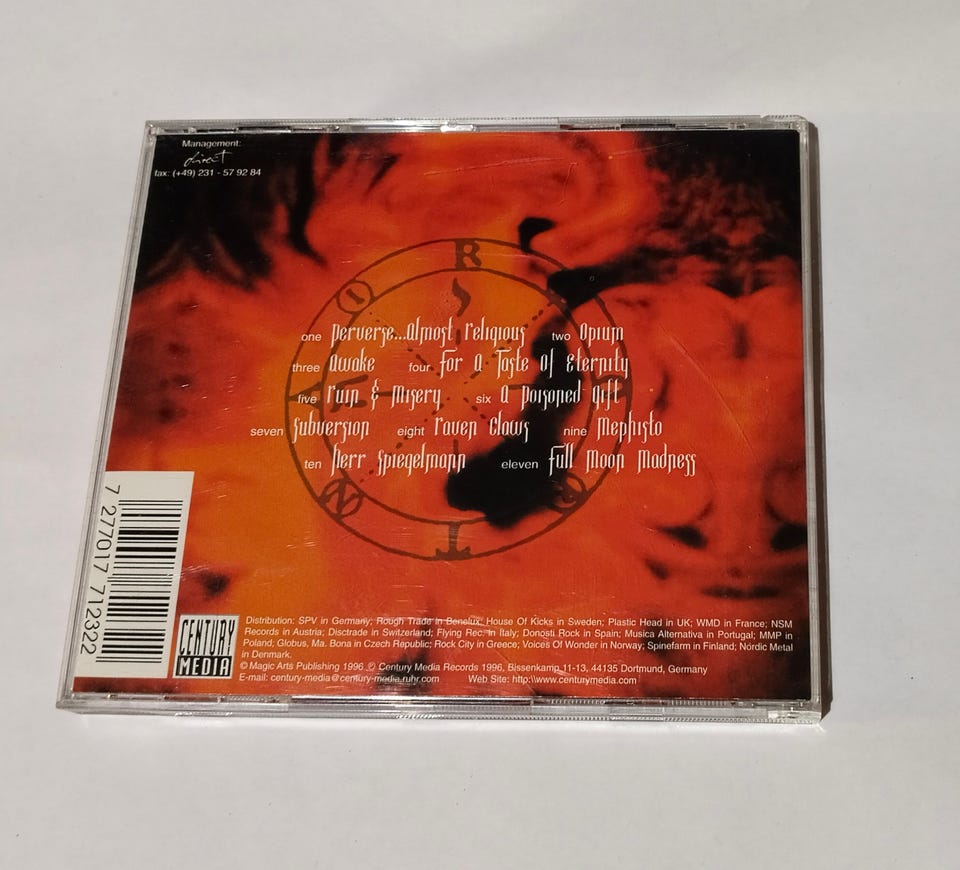 Management:
direct
fax: (+49) 231 - 57 92 84
R
one Perverse...Almost Religious two Opium
three Awake four For A Taste Of Eternity
five Ruin & Misery six A Poisoned Gift
seven Subversion eight Raven Claws nine Mephisto
ten Herr Spiegelmann eleven Full Moon Madness
I
N
T
O
7 277017 712322
CENTURY
MEDIA
Distribution: SPV in Germany; Rough Trade in Benelux; House Of Kicks in Sweden; Plastic Head in UK; WMD in France; NSM
Records in Austria; Disctrade in Switzerland; Flying Rec. In Italy; Donosti Rock in Spain; Musica Alternativa in Portugal; MMP in
Poland; Globus, Ma. Bona in Czech Republic; Rock City in Greece; Voices Of Wonder in Norway; Spinefarm in Finland; Nordic Metal
in Denmark.
© Magic Arts Publishing 1996 ℗ Century Media Records 1996, Bissenkamp 11-13, 44135 Dortmund, Germany
E-mail: century-media@century-media.ruhr.com Web Site: http:\\www.centurymedia.com